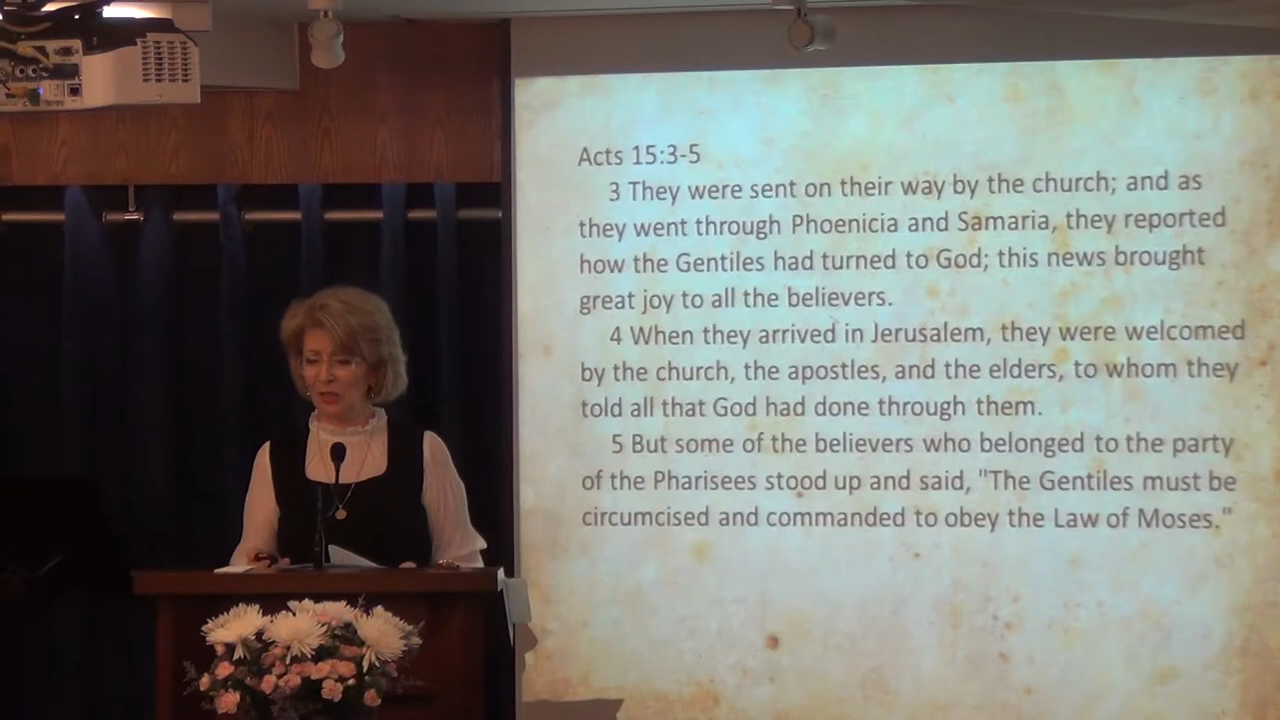 Acts 15:3-5
3 They were sent on their way by the church; and as
they went through Phoenicia and Samaria, they reported
how the Gentiles had turned to God; this news brought
great joy to all the believers.
4 When they arrived in Jerusalem, they were welcomed
by the church, the apostles, and the elders, to whom they
told all that God had done through them.
5 But some of the believers who belonged to the party
of the Pharisees stood up and said, "The Gentiles must be
circumcised and commanded to obey the Law of Moses."